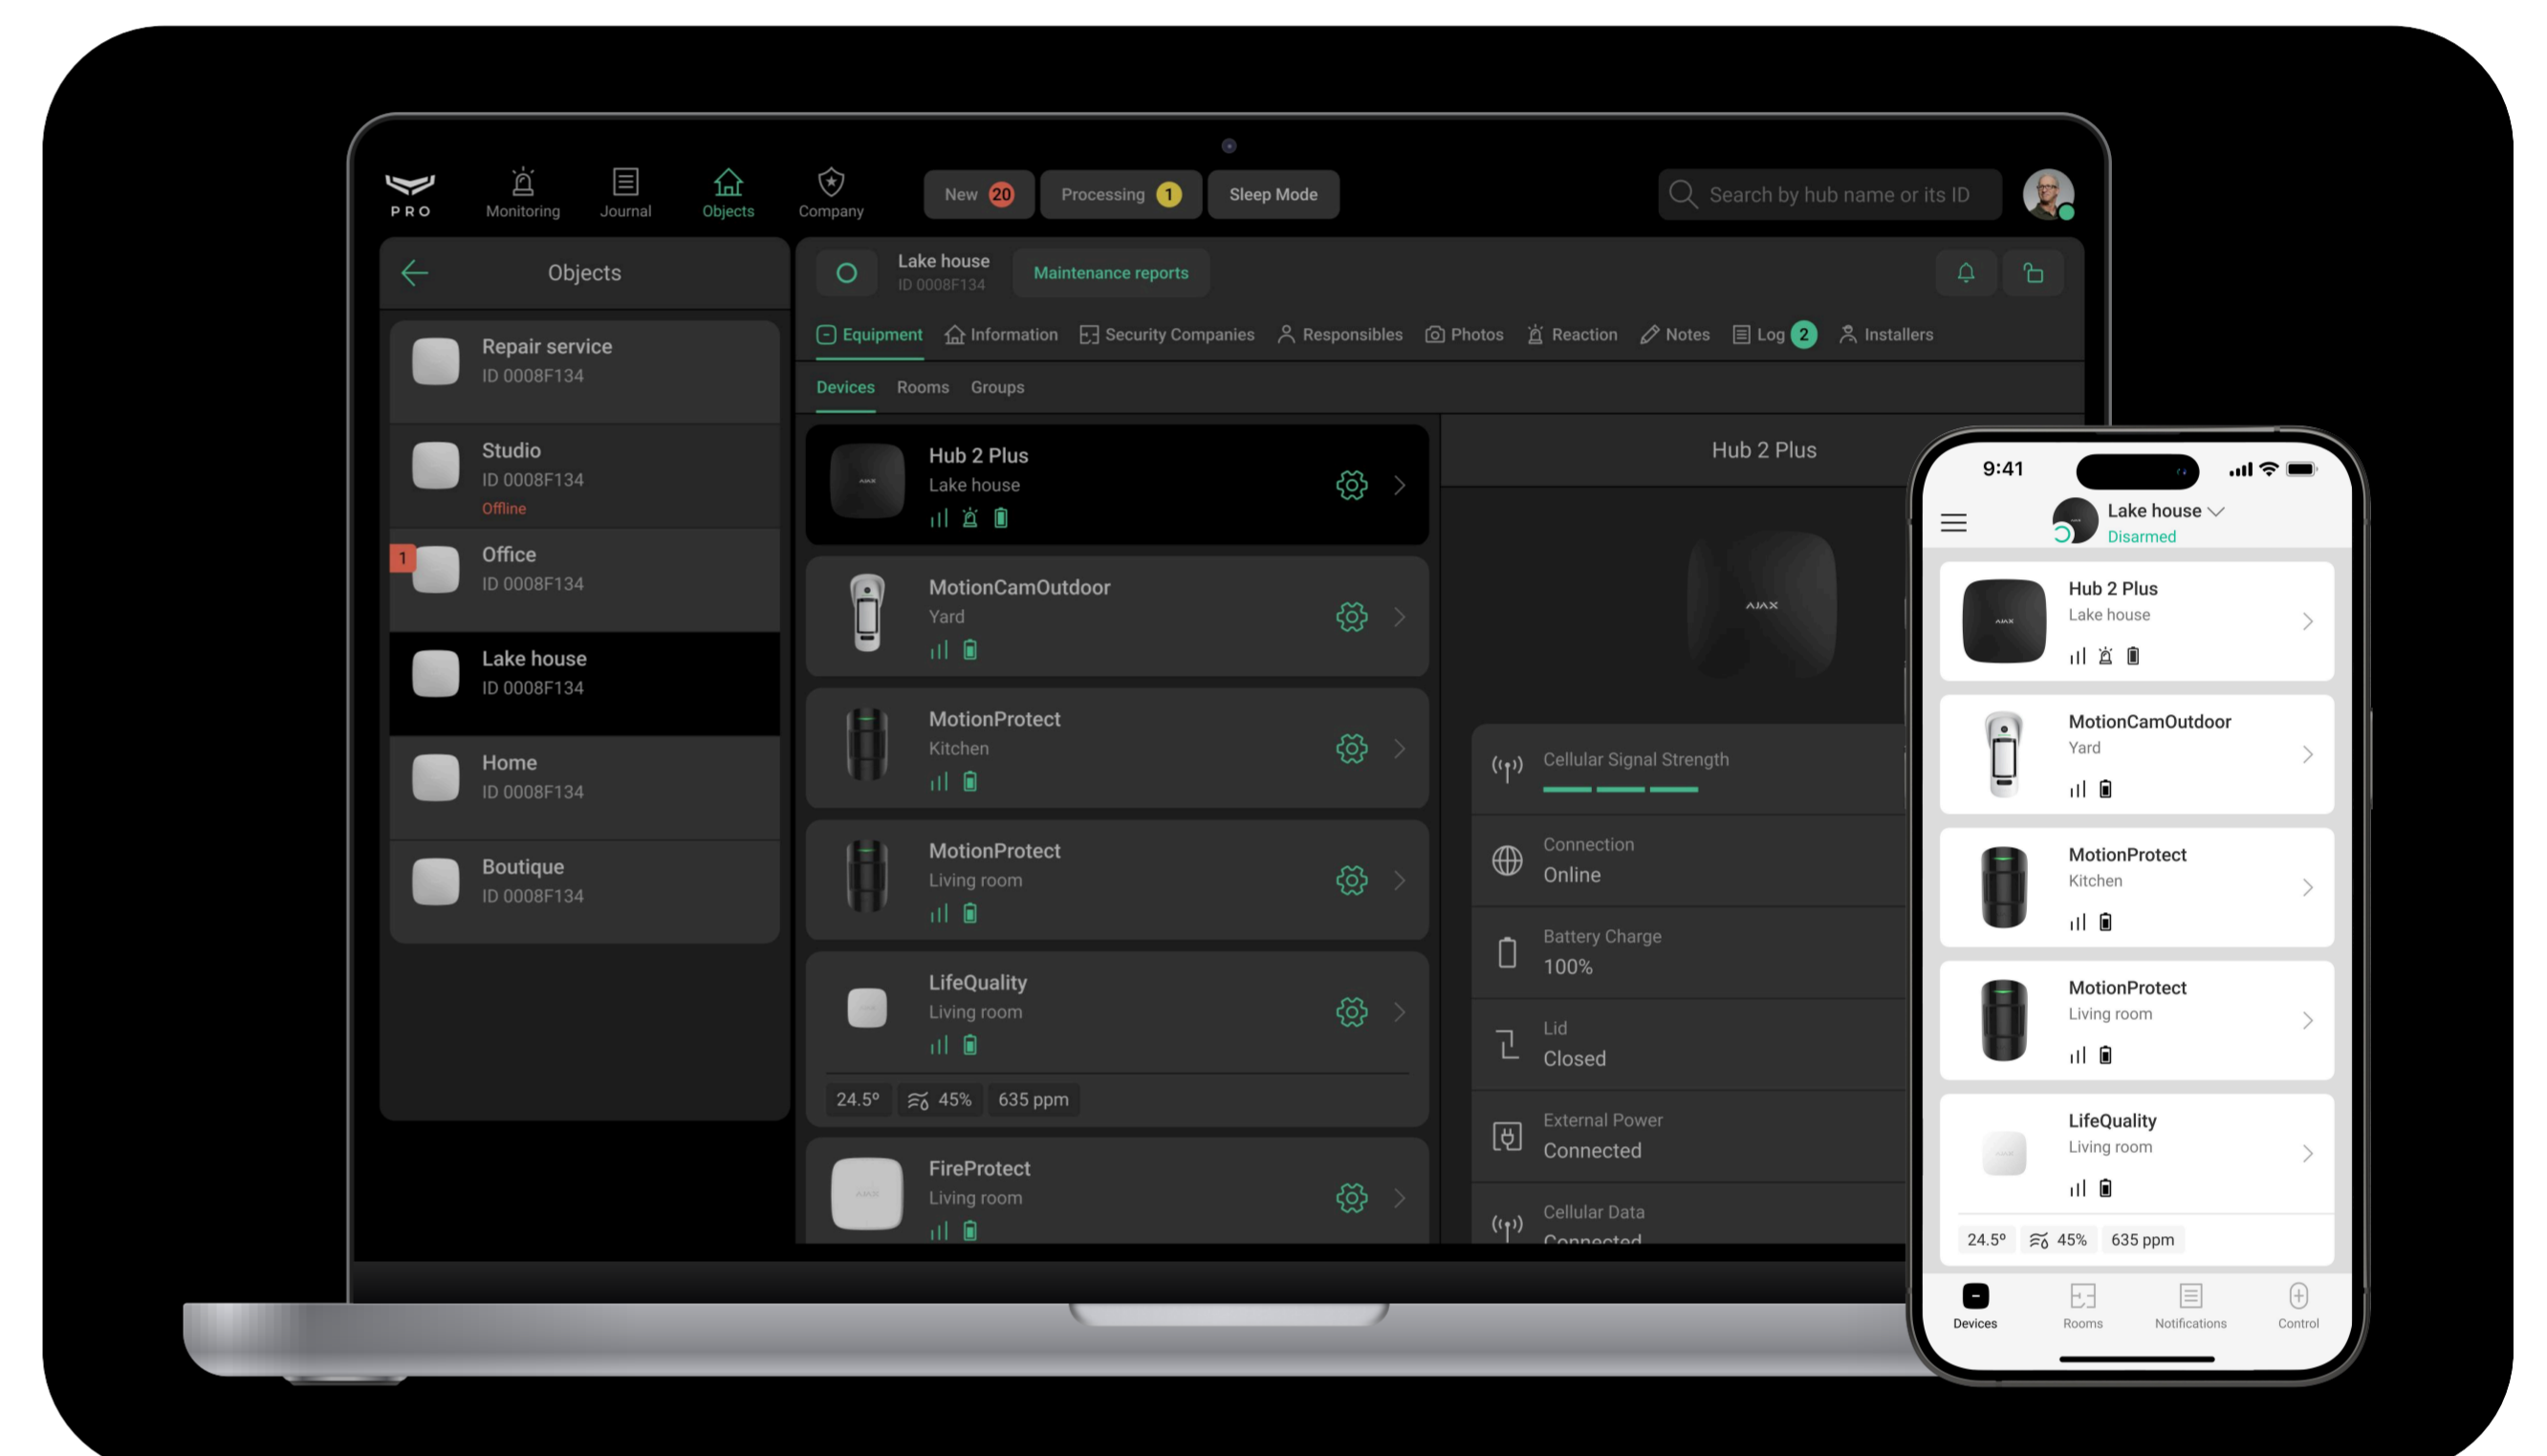 PRO
Monitoring
Journal
Objects
Company
New 20
Processing 1
Sleep Mode
Search by hub name or its ID
Objects
Repair service
ID 0008F134
Studio
ID 0008F134
Offline
1
Office
ID 0008F134
Lake house
ID 0008F134
Home
ID 0008F134
Boutique
ID 0008F134
Lake house
ID 0008F134
Maintenance reports
Equipment
Information
Security Companies
Responsibles
Photos
Reaction
Notes
Log 2
Installers
Devices
Rooms
Groups
AJAX
Hub 2 Plus
Lake house
MotionCamOutdoor
Yard
MotionProtect
Kitchen
MotionProtect
Living room
LifeQuality
Living room
24.5º
45%
635 ppm
AJAX
FireProtect
Living room
Hub 2 Plus
AJAX
Cellular Signal Strength
Connection
Online
Battery Charge
100%
Lid
Closed
External Power
Connected
Cellular Data
Connected
9:41
Lake house
Disarmed
AJAX
Hub 2 Plus
Lake house
MotionCamOutdoor
Yard
MotionProtect
Kitchen
MotionProtect
Living room
LifeQuality
Living room
24.5º
45%
635 ppm
Devices
Rooms
Notifications
Control